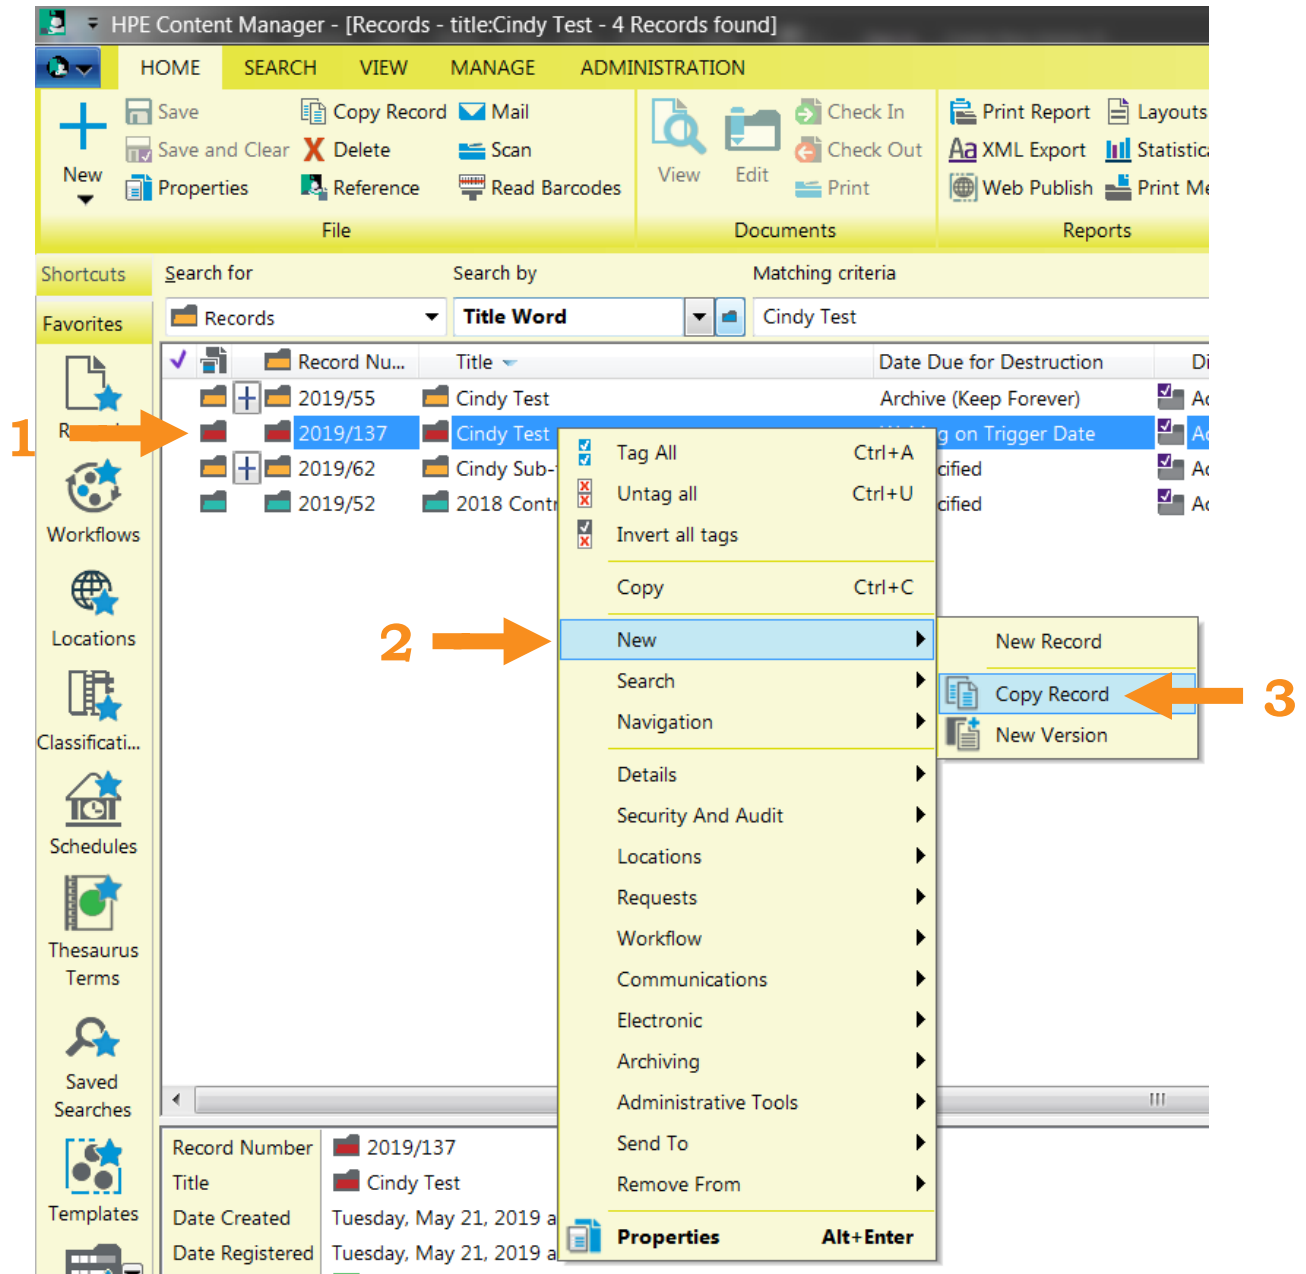 HPE Content Manager - [Records - title:Cindy Test - 4 Records found]
HOME SEARCH VIEW MANAGE ADMINISTRATION
New
Save
Save and Clear
Properties
Copy Record
Delete
Reference
Mail
Scan
Read Barcodes
File
View
Edit
Check In
Check Out
Print
Documents
Print Report
XML Export
Web Publish
Layouts
Statistic
Print Me
Reports
Shortcuts
Search for Search by Matching criteria
Favorites
Records Title Word Cindy Test
Record Nu... Title Date Due for Destruction Di
2019/55 Cindy Test Archive (Keep Forever) Ac
1
2019/137 Cindy Test g on Trigger Date Ac
2019/62 Cindy Sub- cified Ac
2019/52 2018 Contr cified Ac
Workflows
Locations
Classificati...
Schedules
Thesaurus
Terms
Saved
Searches
Templates
Tag All Ctrl+A
Untag all Ctrl+U
Invert all tags
Copy Ctrl+C
2
New
Search
Navigation
Details
Security And Audit
Locations
Requests
Workflow
Communications
Electronic
Archiving
Administrative Tools
Send To
Remove From
Properties Alt+Enter
New Record
Copy Record
3
New Version
Record Number 2019/137
Title Cindy Test
Date Created Tuesday, May 21, 2019 a
Date Registered Tuesday, May 21, 2019 a